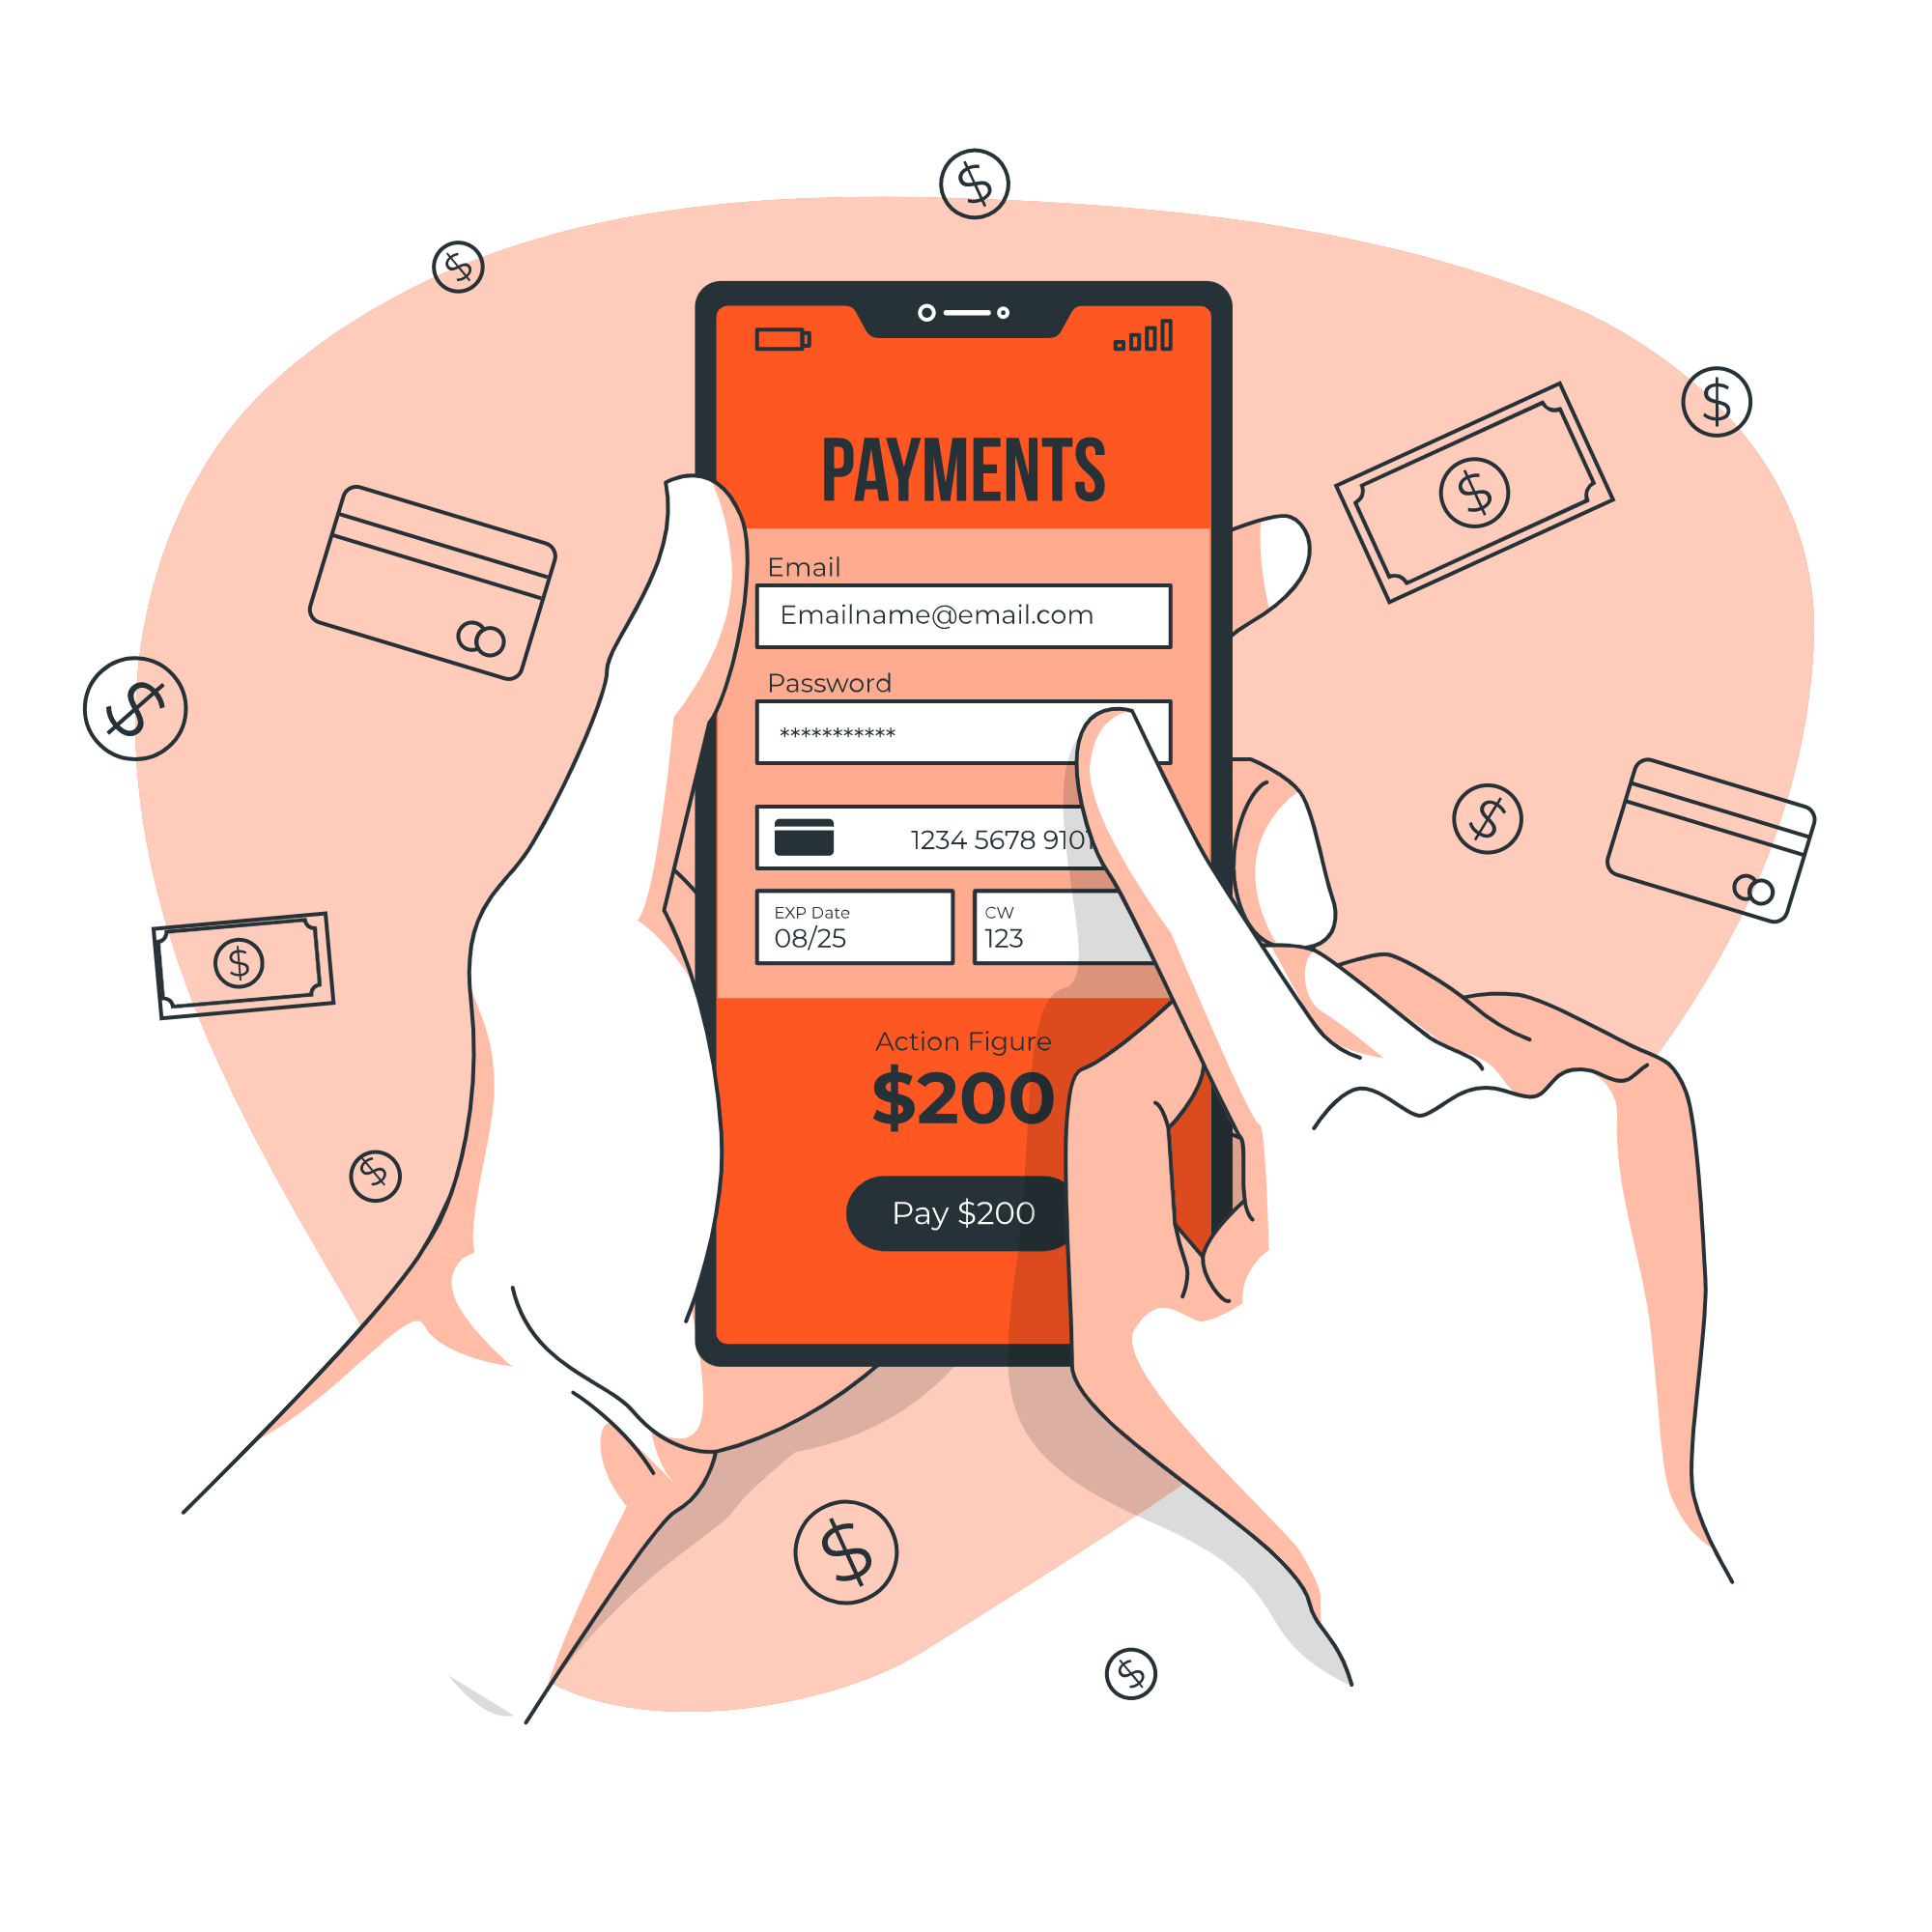 PAYMENTS
Email
Emailname@email.com
Password
***********
1234 5678 9101
EXP Date
08/25
CW
123
Action Figure
$200
Pay $200